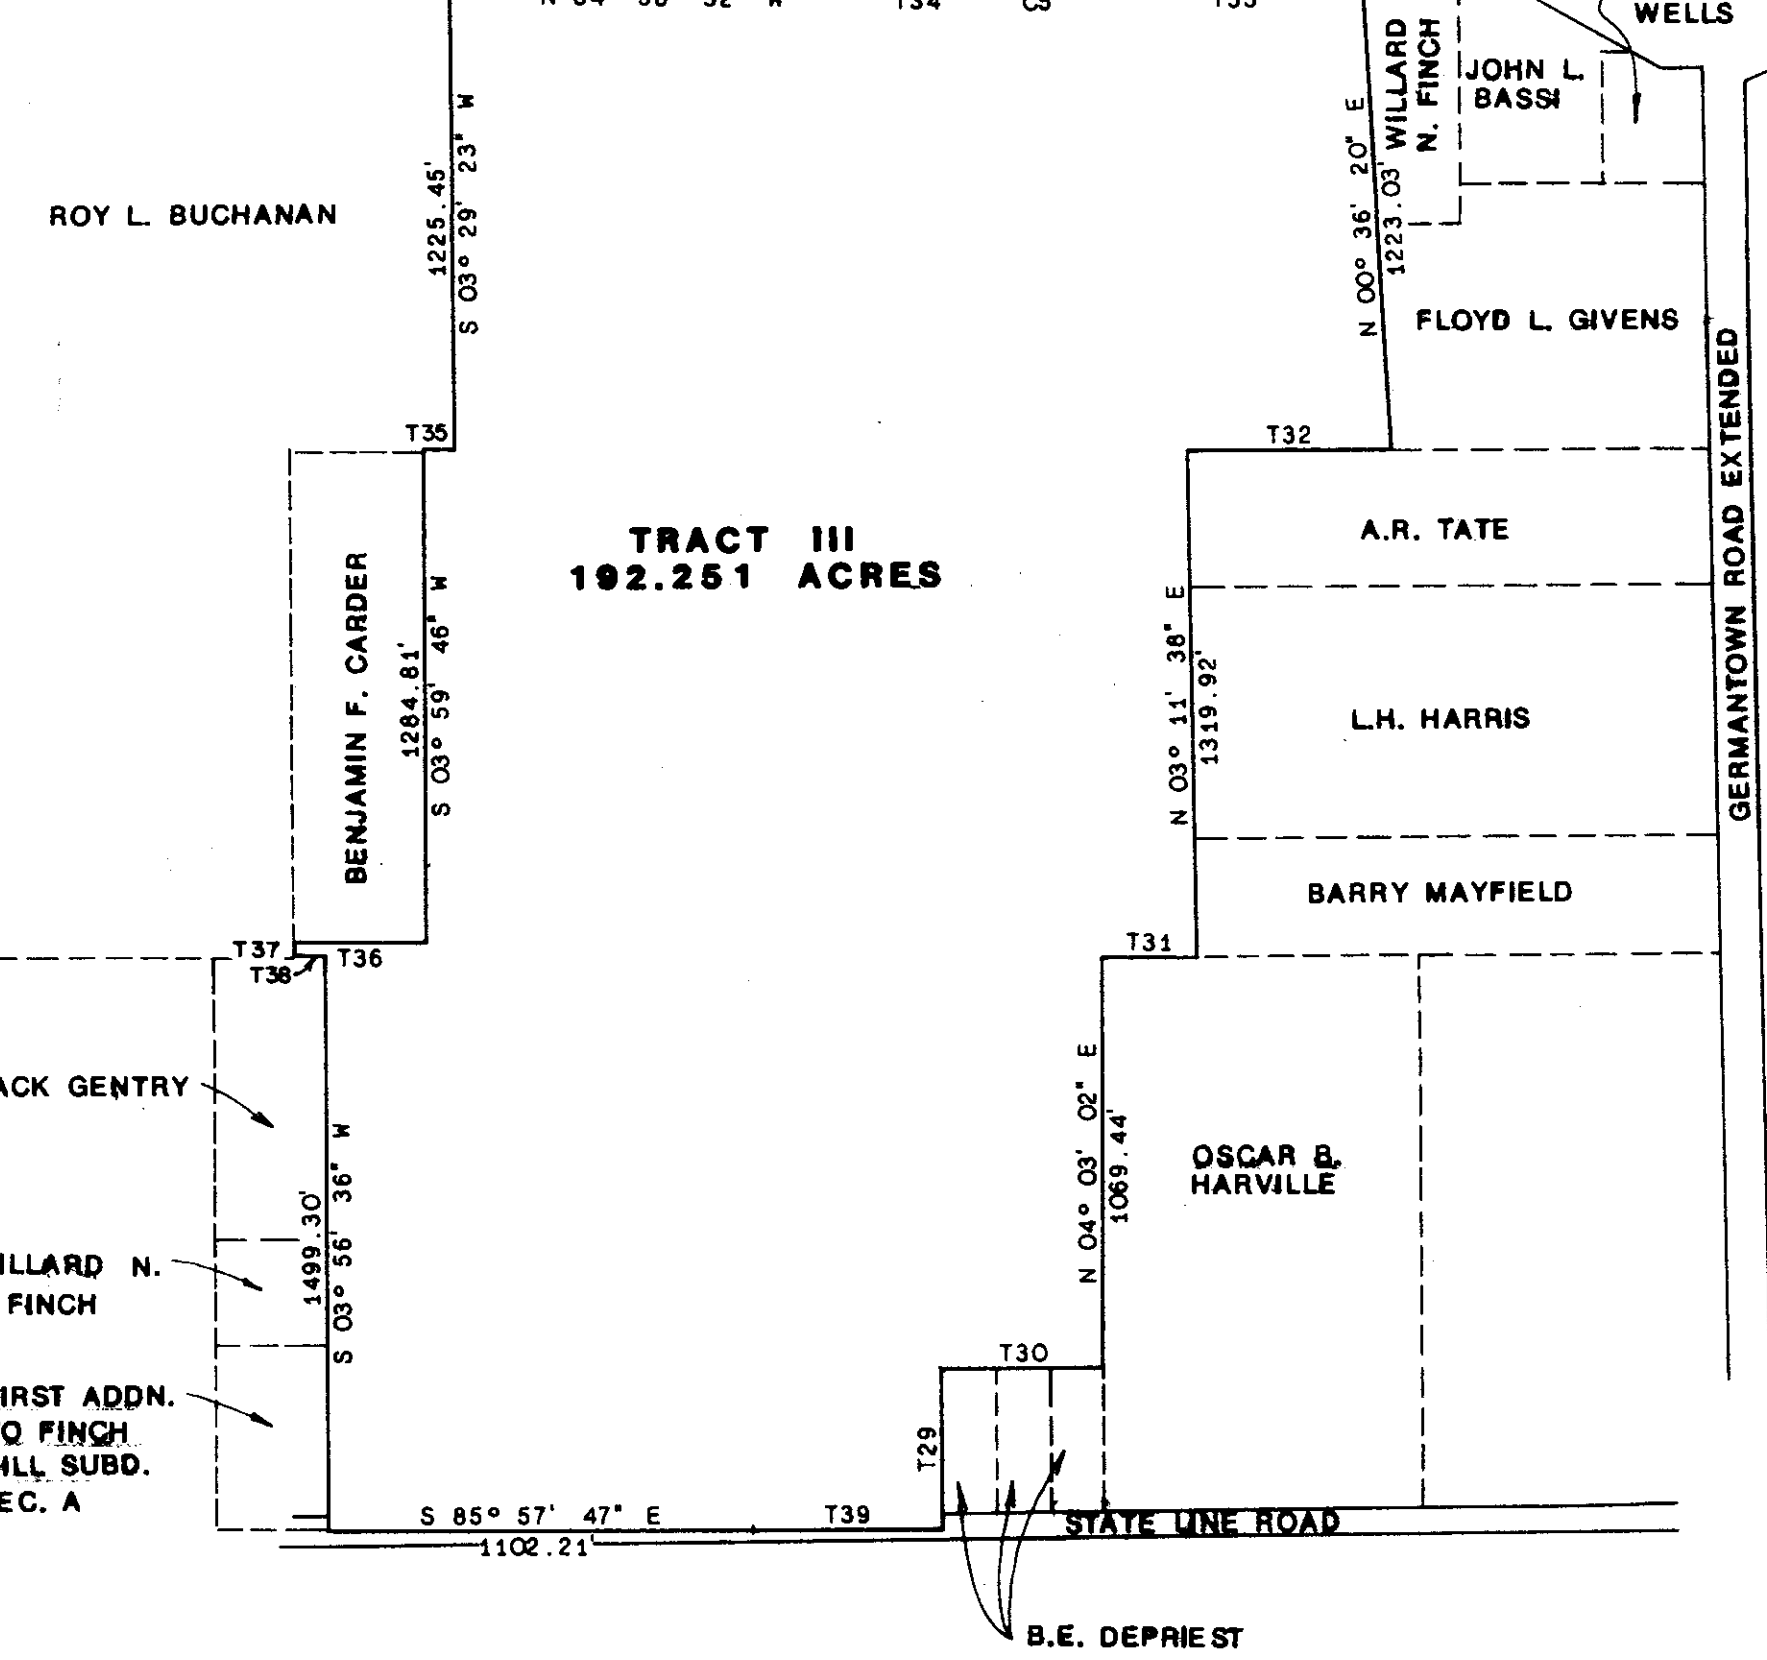 T34
WELLS
WILLARD
N. FINCH
JOHN L.
BASSI
ROY L. BUCHANAN
1225.45'
S 03° 29' 23" W
N 00° 36' 20" E
1223.03'
FLOYD L. GIVENS
GERMANTOWN ROAD EXTENDED
T35
T32
TRACT III
192.251 ACRES
A.R. TATE
BENJAMIN F. CARDER
1284.81'
S 03° 59' 46" W
N 03° 11' 38" E
1319.92'
L.H. HARRIS
BARRY MAYFIELD
T37
T38
T36
T31
ACK GENTRY
1499.30'
S 03° 56' 36" W
N 04° 03' 02" E
1069.44'
OSCAR B.
HARVILLE
ILLARD N.
FINCH
T30
IRST ADDN.
O FINCH
ILL SUBD.
EC. A
T29
S 85° 57' 47" E
T39
1102.21'
STATE LINE ROAD
B.E. DEPRIEST